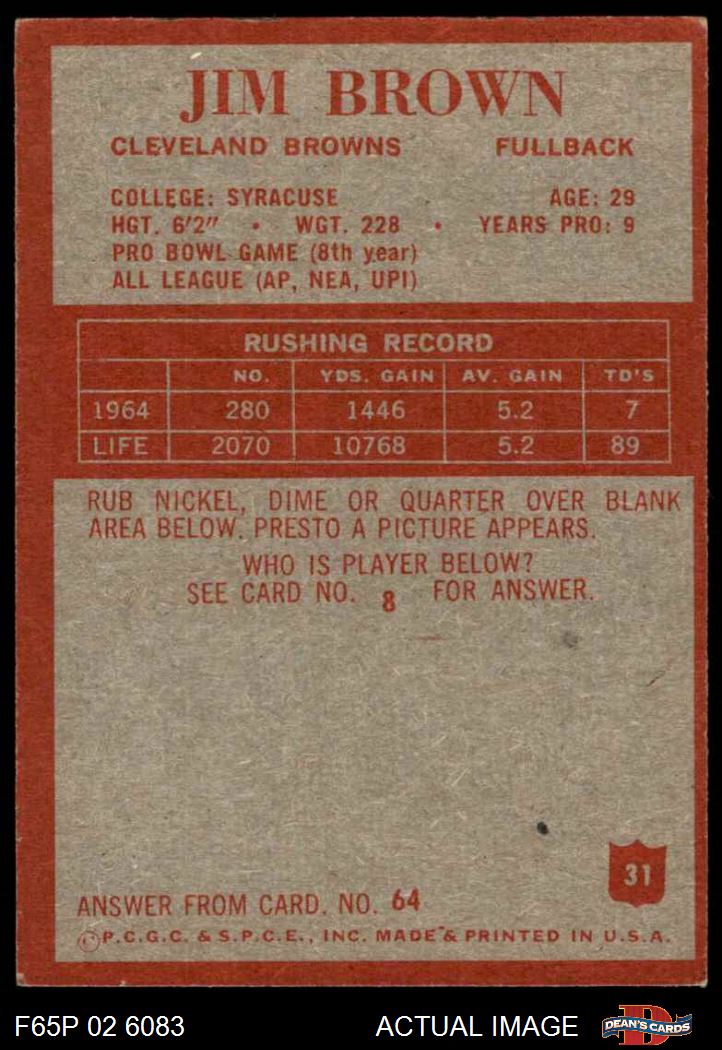 JIM BROWN
CLEVELAND BROWNS FULLBACK
COLLEGE: SYRACUSE AGE: 29
HGT. 6'2" • WGT. 228 • YEARS PRO: 9
PRO BOWL GAME (8th year)
ALL LEAGUE (AP, NEA, UPI)
RUSHING RECORD
NO. YDS. GAIN AV. GAIN TD'S
1964 280 1446 5.2 7
LIFE 2070 10768 5.2 89
RUB NICKEL, DIME OR QUARTER OVER BLANK
AREA BELOW. PRESTO A PICTURE APPEARS.
WHO IS PLAYER BELOW?
SEE CARD NO. 8 FOR ANSWER.
31
ANSWER FROM CARD. NO. 64
©P.C.G.C. & S.P.C.E., INC. MADE & PRINTED IN U.S.A.
F65P 02 6083 ACTUAL IMAGE D DEAN'S CARDS